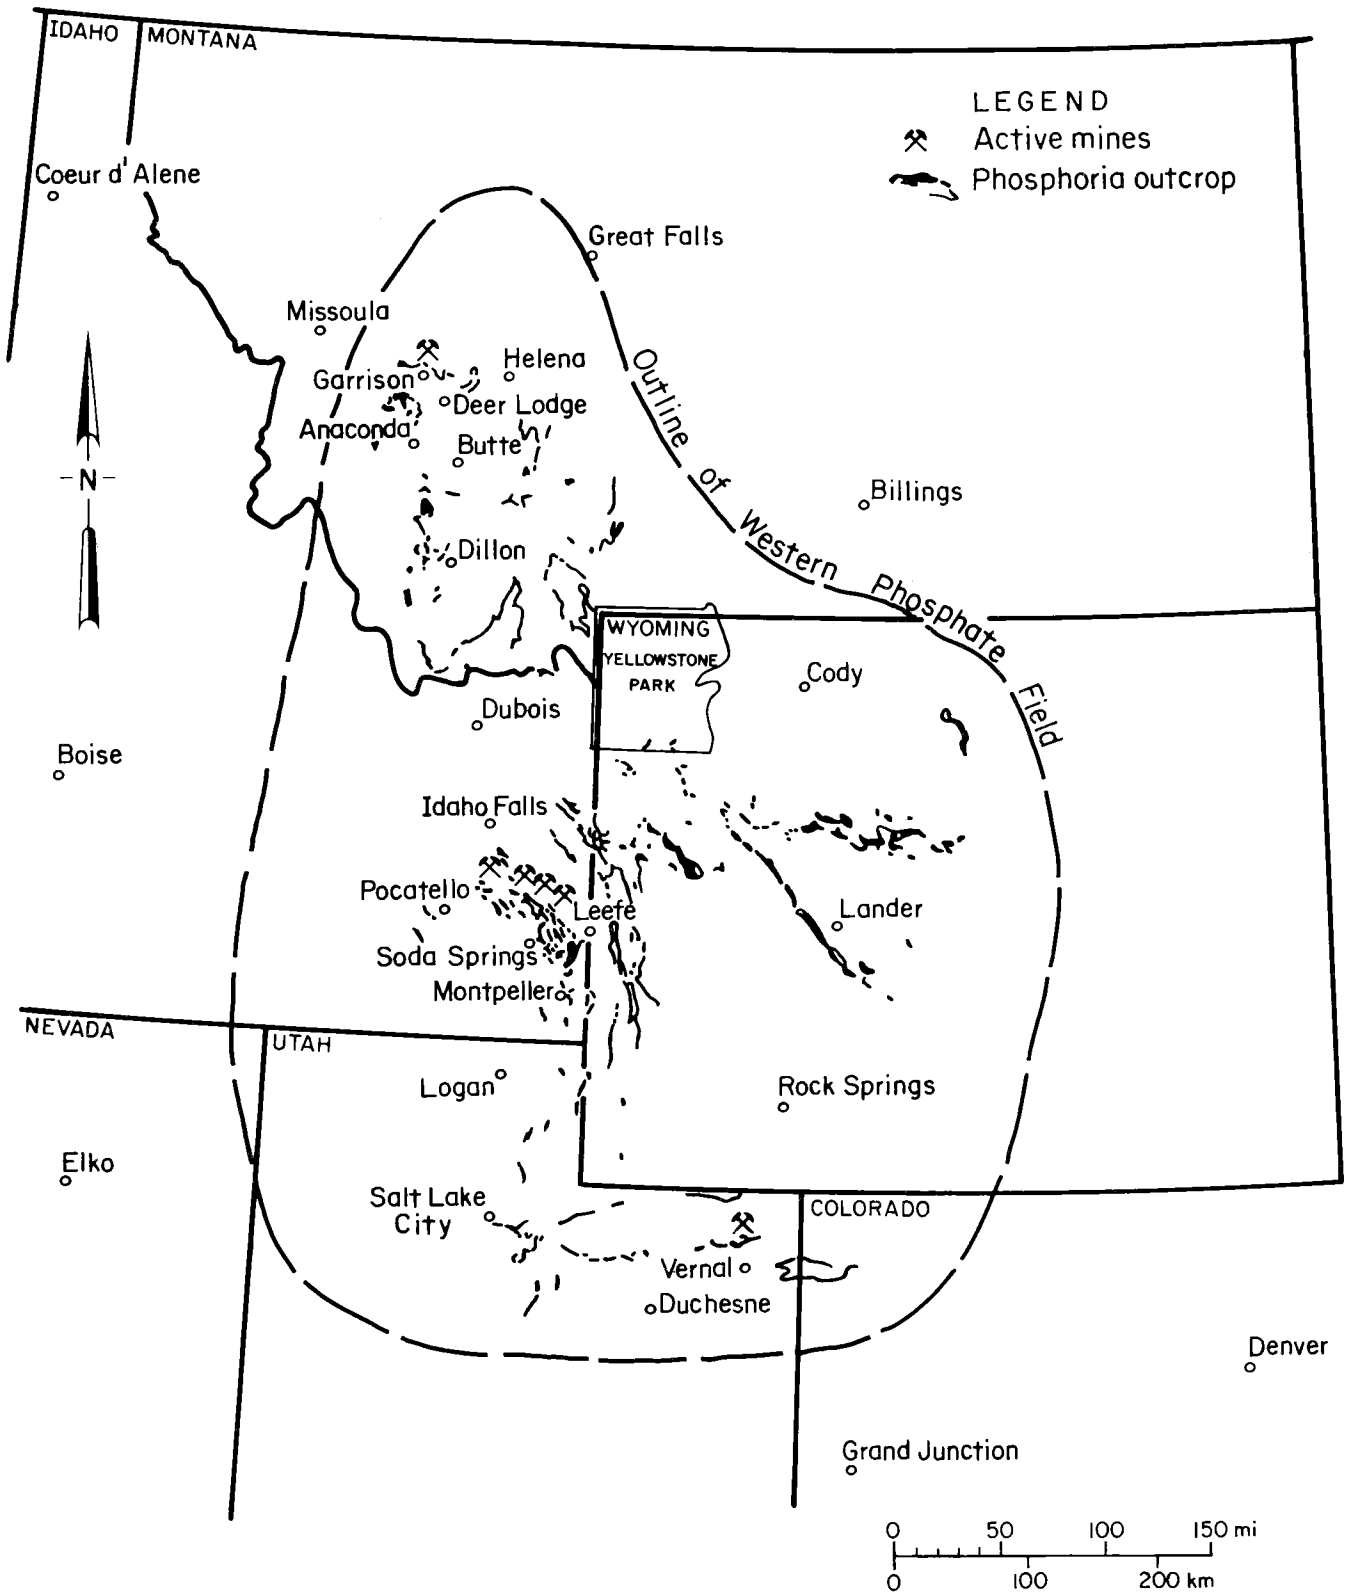 IDAHO
MONTANA
LEGEND
Active mines
Phosphoria outcrop
Coeur d'Alene
Great Falls
Missoula
Helena
Garrison
Deer Lodge
Anaconda
Butte
Outline of Western Phosphate Field
Billings
N
Dillon
WYOMING
YELLOWSTONE
PARK
Cody
Dubois
Boise
Idaho Falls
Pocatello
Leefe
Lander
Soda Springs
Montpeller
NEVADA
UTAH
Logan
Rock Springs
Elko
Salt Lake
City
COLORADO
Vernal
Duchesne
Denver
Grand Junction
0 50 100 150 mi
0 100 200 km